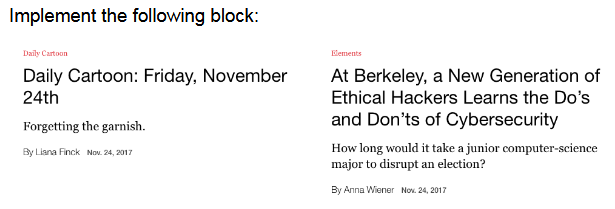 Implement the following block:
Daily Cartoon
Daily Cartoon: Friday, November
24th
Forgetting the garnish.
By Liana Finck Nov. 24, 2017
Elements
At Berkeley, a New Generation of
Ethical Hackers Learns the Do's
and Don'ts of Cybersecurity
How long would it take a junior computer-science
major to disrupt an election?
By Anna Wiener Nov. 24, 2017